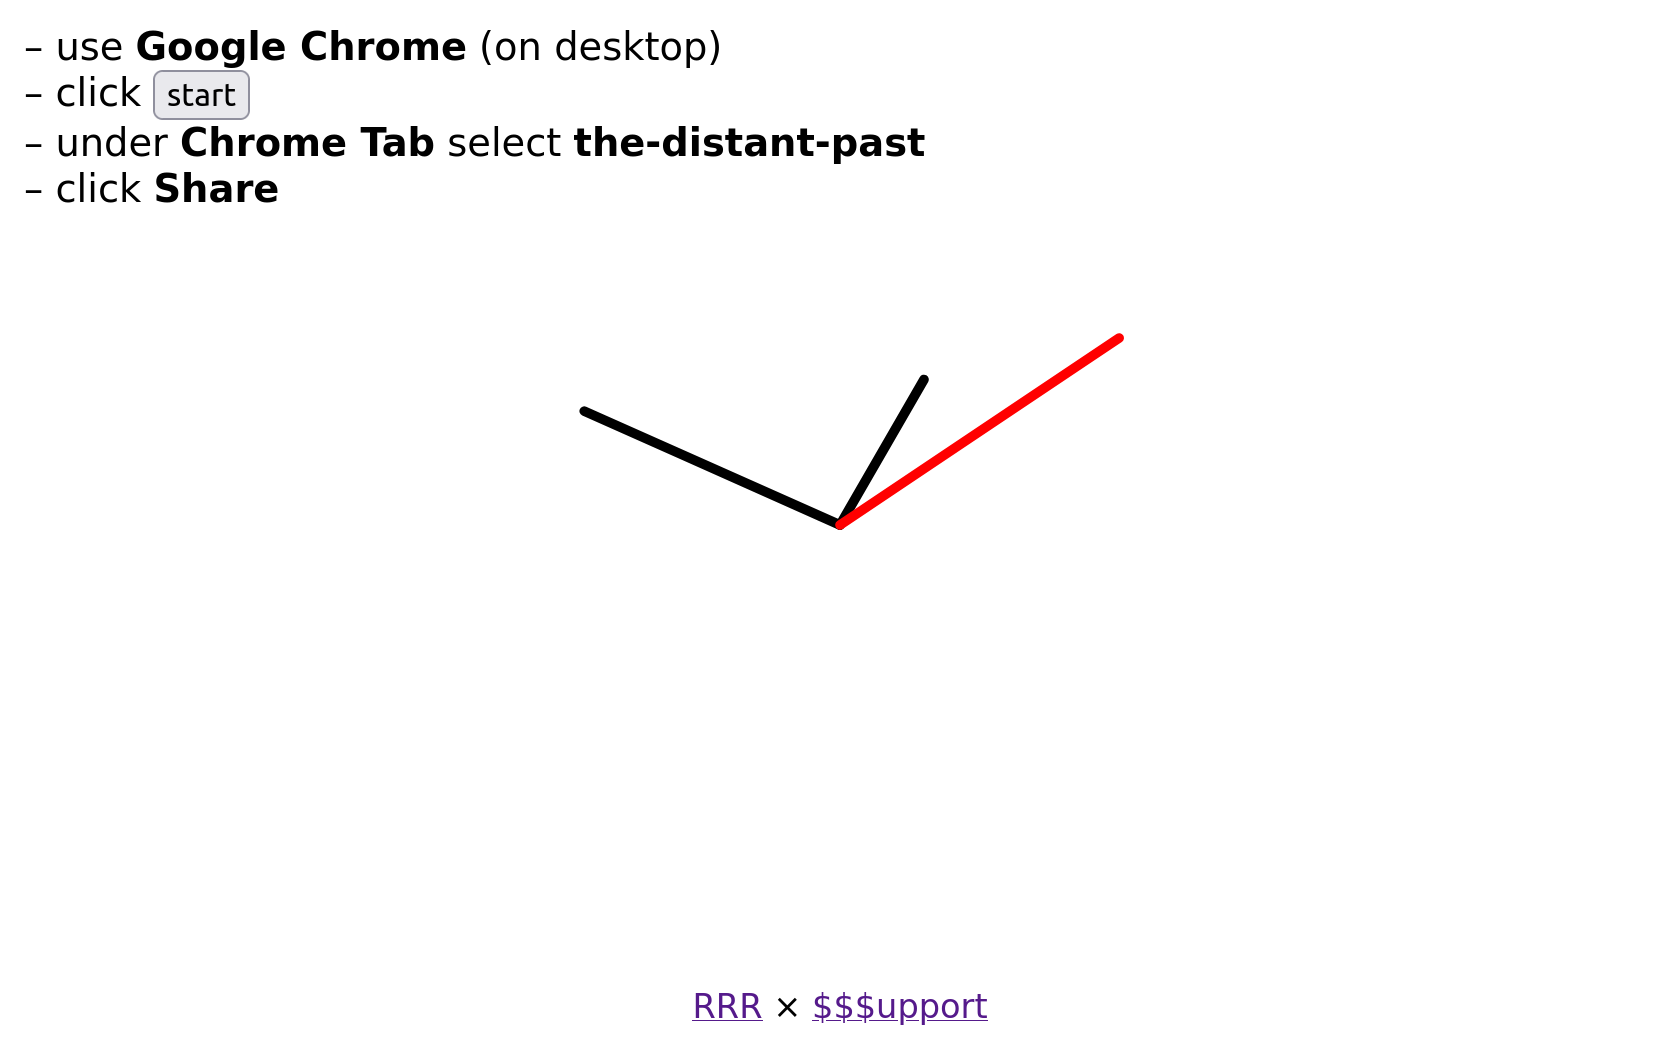 – use Google Chrome (on desktop)
– click start
– under Chrome Tab select the-distant-past
– click Share
RRR × $$$upport